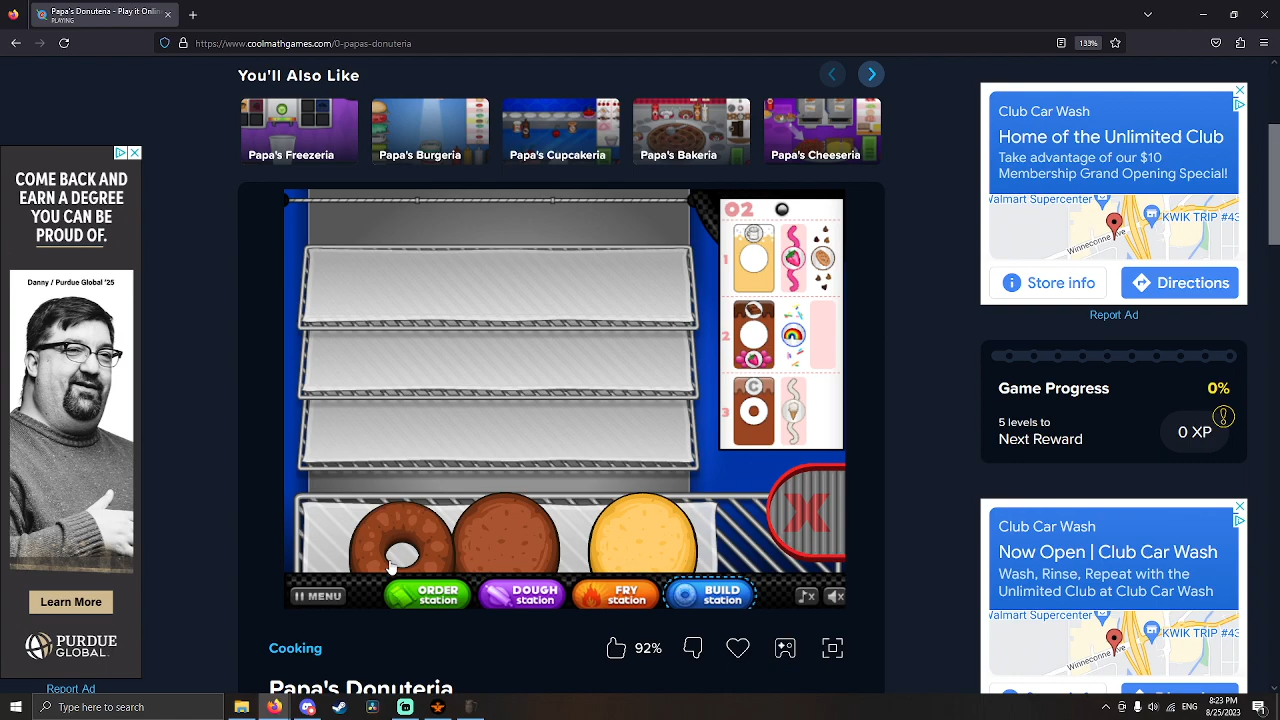 Papa's Donuteria - Play it Onlin
PLAYING
https://www.coolmathgames.com/0-papas-donuteria
133%
You'll Also Like
Papa's Freezeria
Papa's Burgeria
Papa's Cupcakeria
Papa's Bakeria
Papa's Cheeseria
COME BACK AND
EARN A DEGREE
YOU CAN BE
PROUD OF.
Danny / Purdue Global '25
Learn More
PURDUE
GLOBAL
Report Ad
02
1
2
3
C
X
MENU
ORDER
station
DOUGH
station
FRY
station
BUILD
station
Cooking
92%
Papa's Donuteria
Club Car Wash
Home of the Unlimited Club
Take advantage of our $10
Membership Grand Opening Special!
Walmart Supercenter
KWIK TRIP #43
Winneconne
Store info
Directions
Report Ad
Game Progress
0%
5 levels to
Next Reward
0 XP
Club Car Wash
Now Open | Club Car Wash
Wash, Rinse, Repeat with the
Unlimited Club at Club Car Wash
Walmart Supercenter
KWIK TRIP #43
Winneconne
Type here to search
8:23 PM
8/25/2023